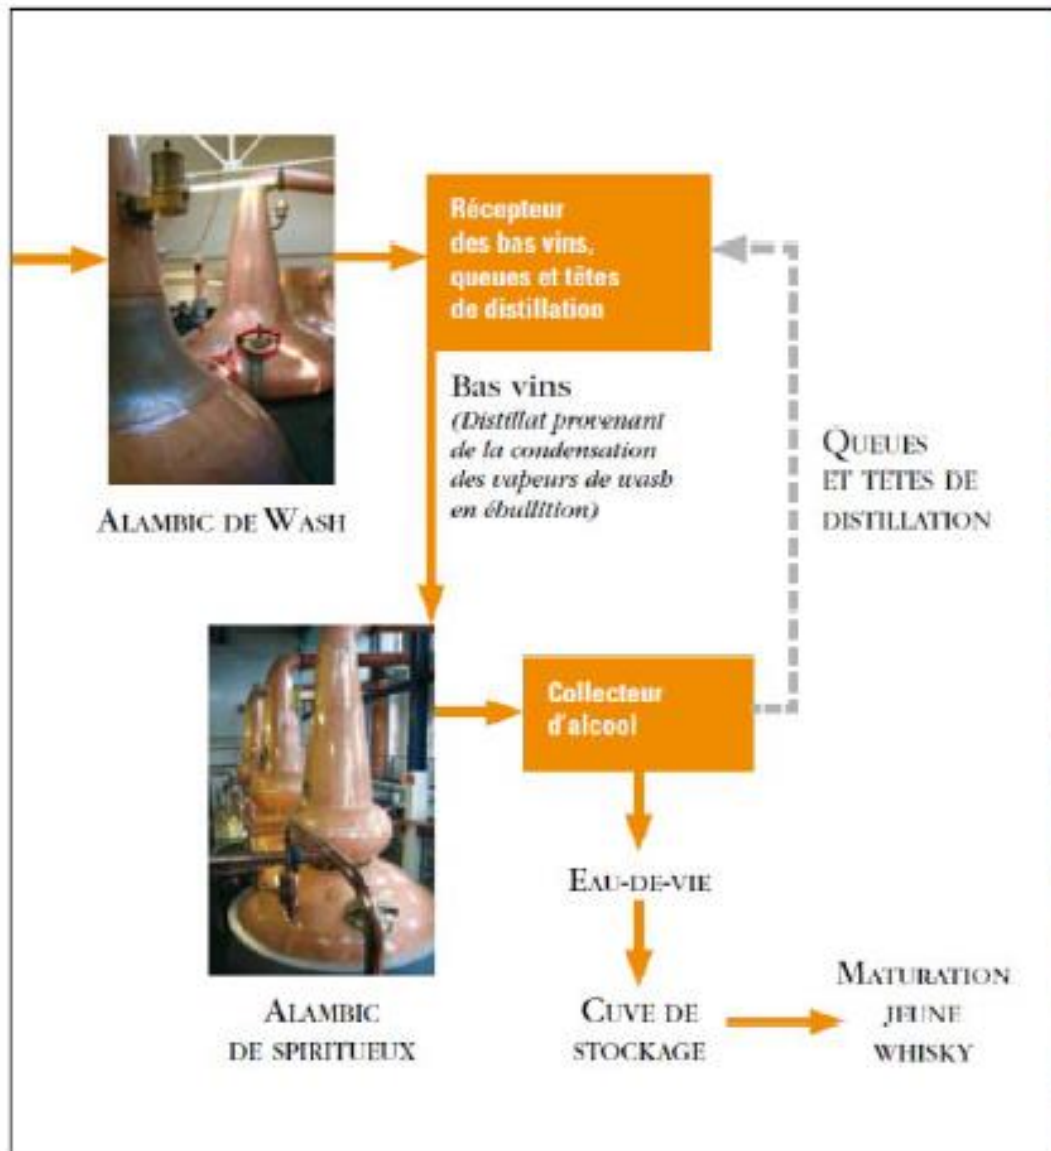 Récepteur
des bas vins,
queues et têtes
de distillation
Bas vins
(Distillat provenant
de la condensation
des vapeurs de wash
en ébullition)
QUEUES
ET TÊTES DE
DISTILLATION
ALAMBIC DE WASH
Collecteur
d'alcool
EAU-DE-VIE
ALAMBIC
DE SPIRITUEUX
CUVE DE
STOCKAGE
MATURATION
JEUNE
WHISKY